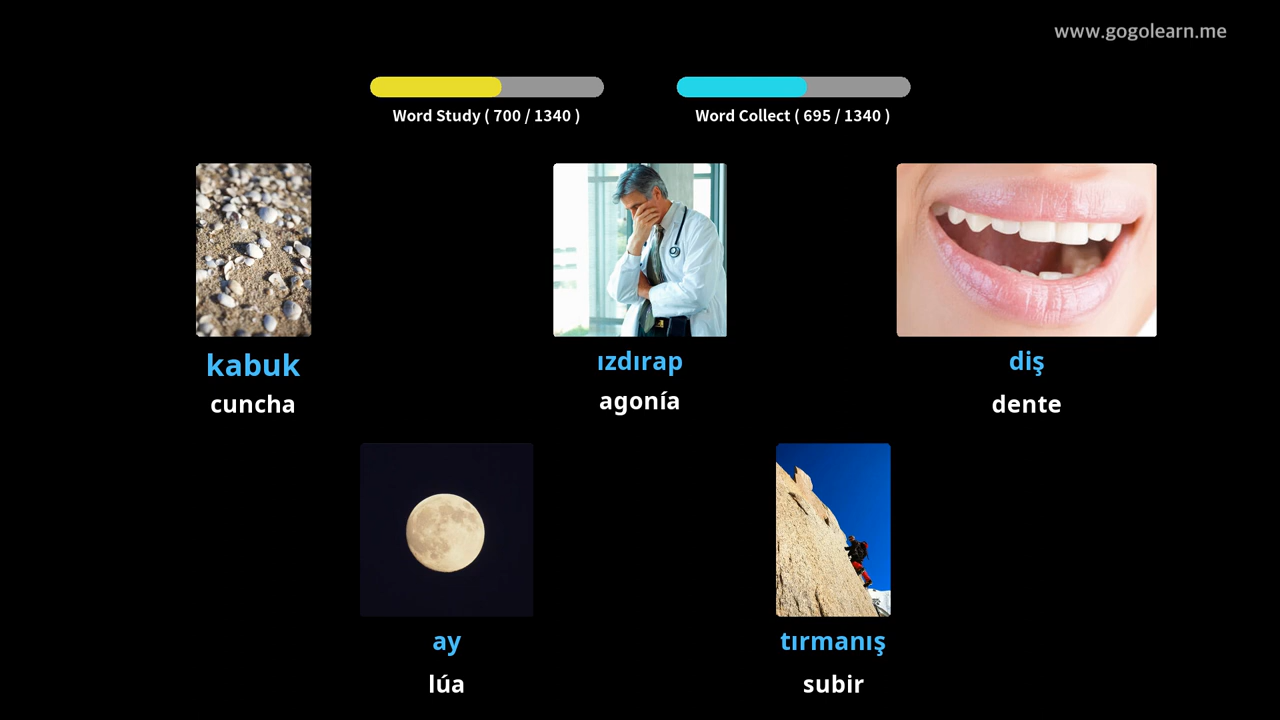 www.gogolearn.me
Word Study ( 700 / 1340 )
Word Collect ( 695 / 1340 )
kabuk
cuncha
ızdırap
agonía
diş
dente
ay
lúa
tırmanış
subir